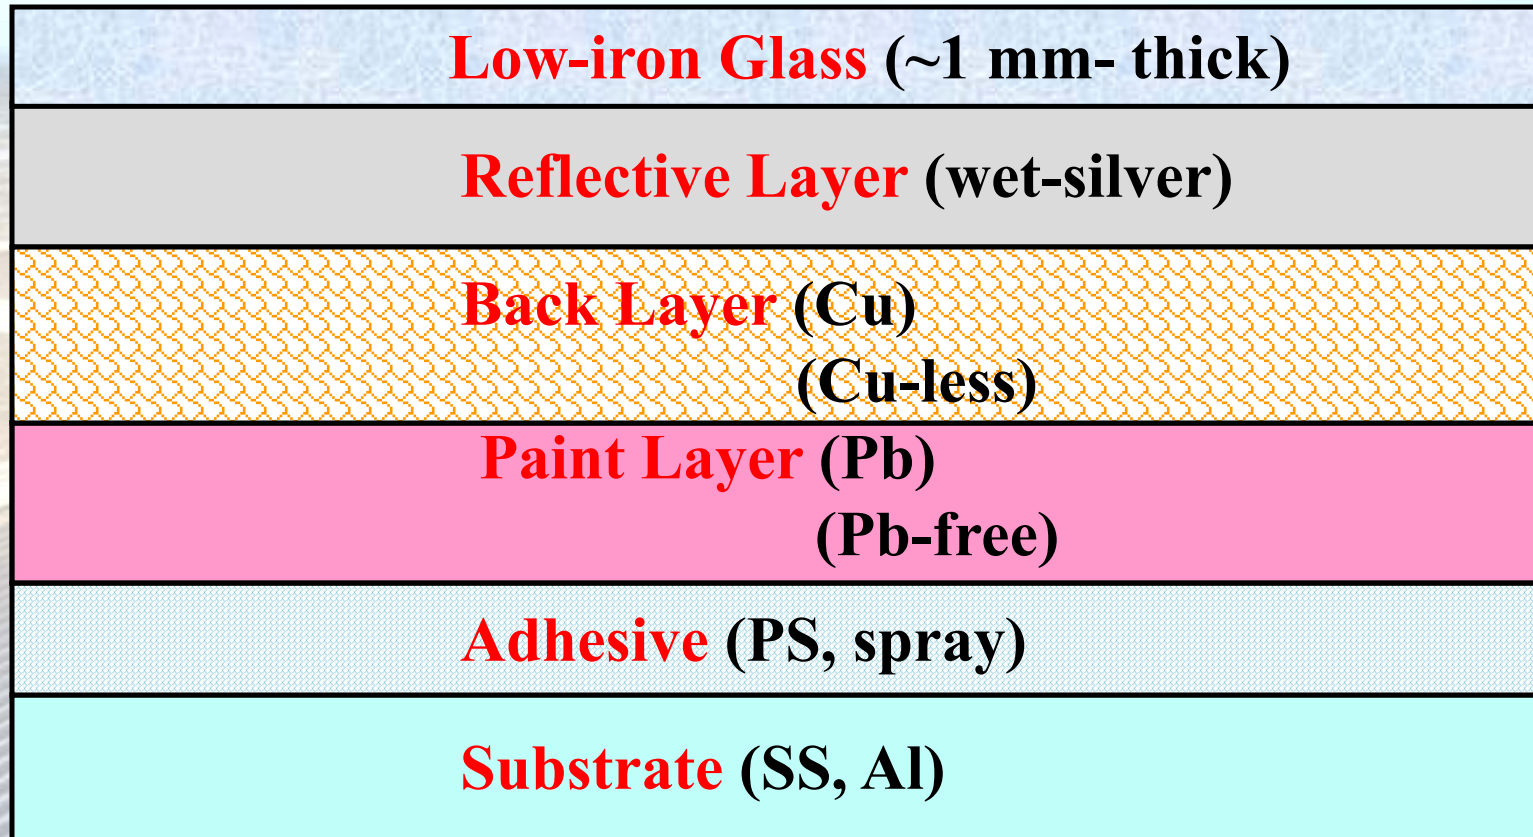 Low-iron Glass (~1 mm- thick)
Reflective Layer (wet-silver)
Back Layer (Cu)
(Cu-less)
Paint Layer (Pb)
(Pb-free)
Adhesive (PS, spray)
Substrate (SS, Al)